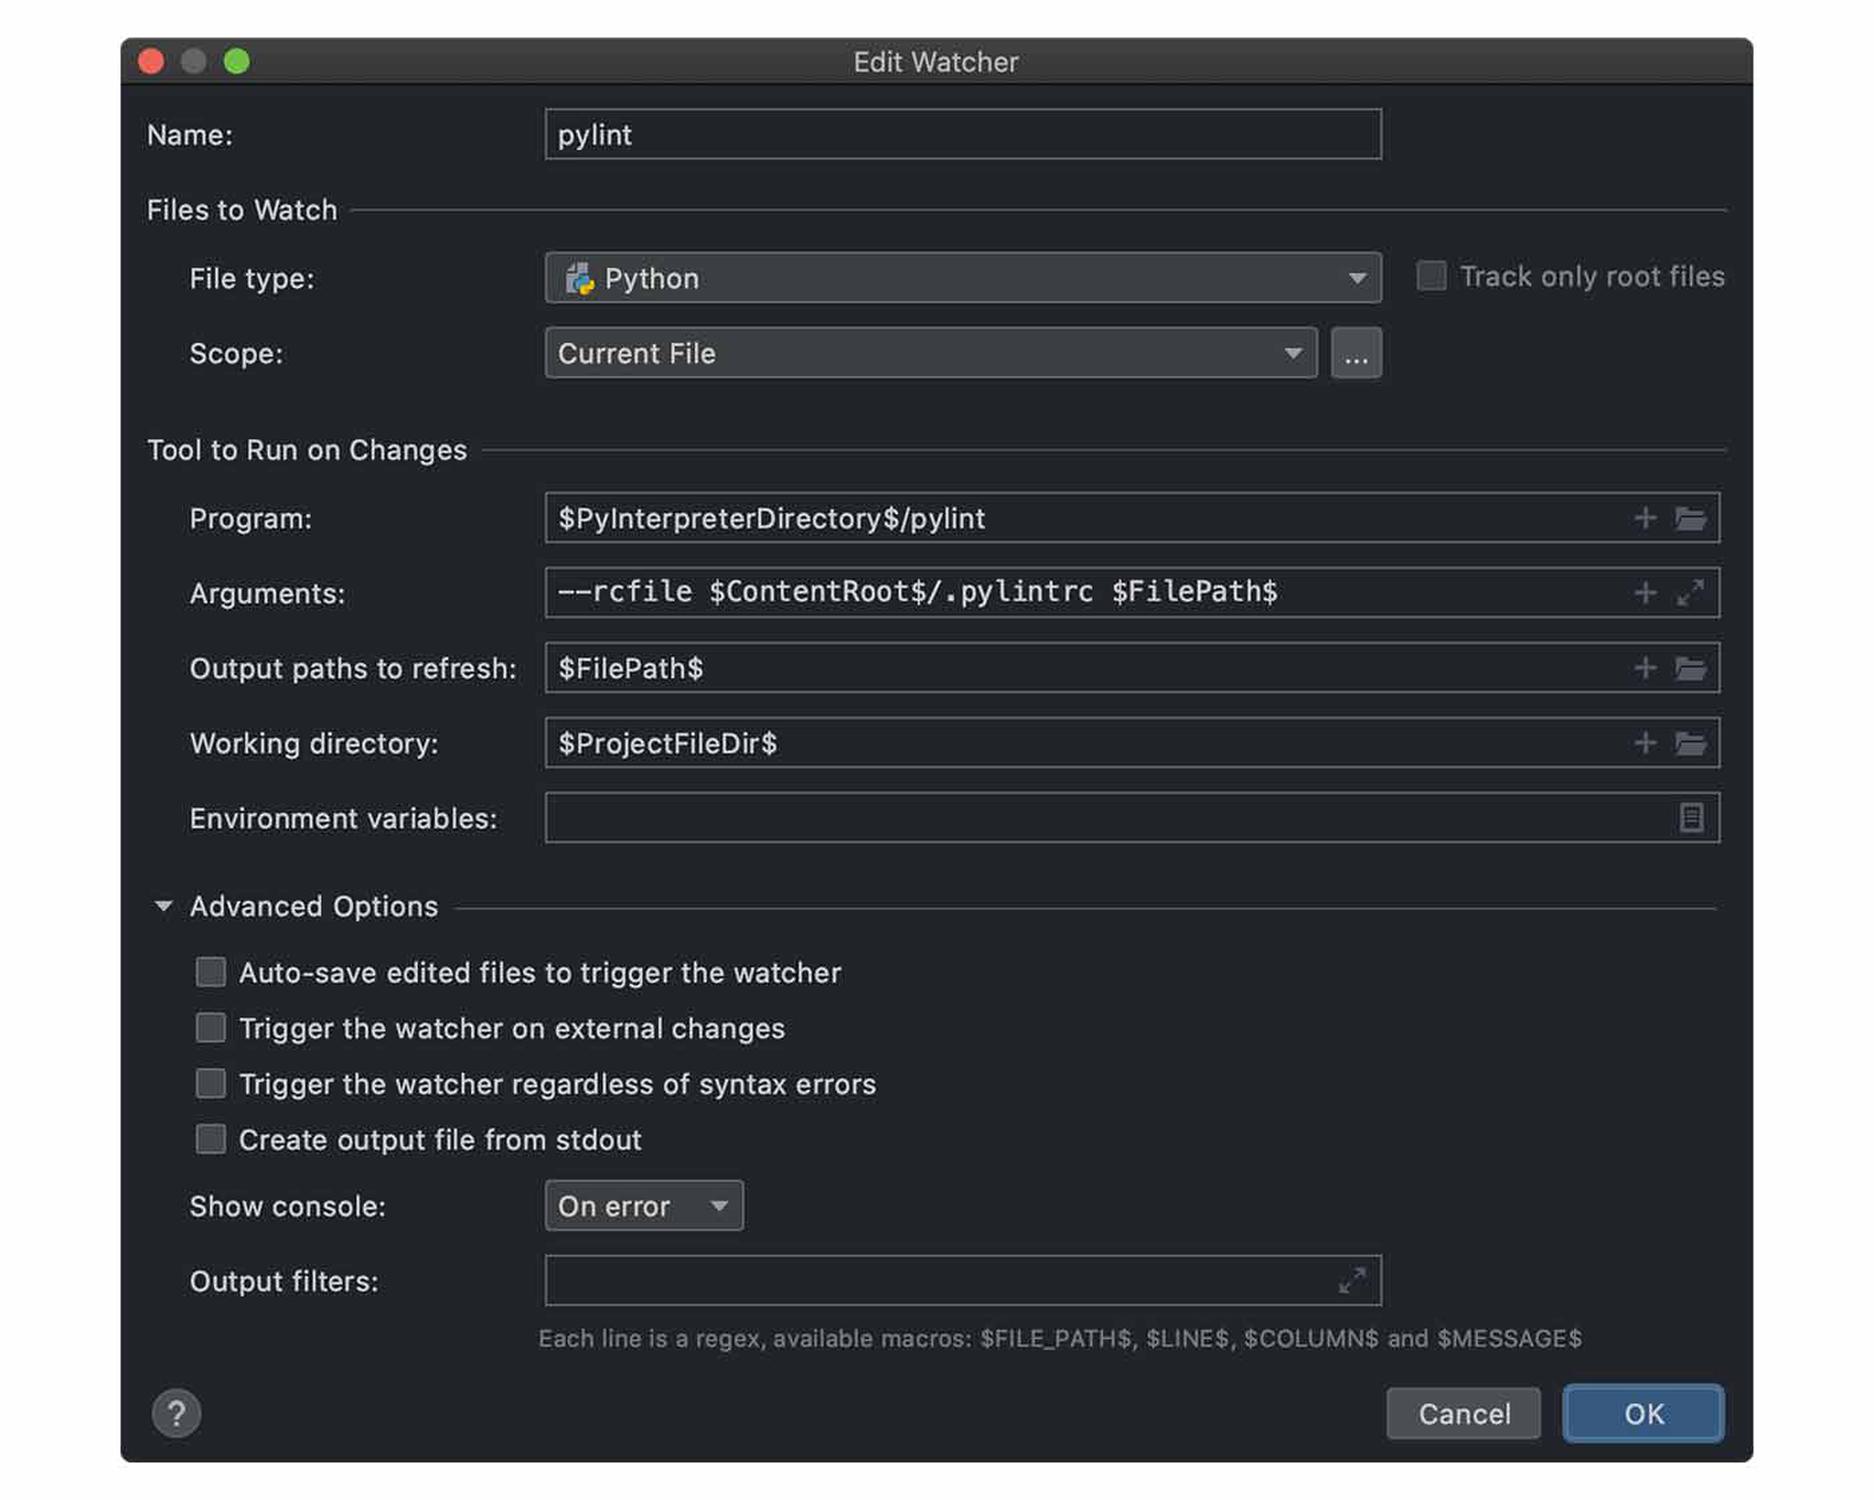 Edit Watcher
Name: pylint
Files to Watch
File type: Python Track only root files
Scope: Current File ...
Tool to Run on Changes
Program: $PyInterpreterDirectory$/pylint
Arguments: --rcfile $ContentRoot$/.pylintrc $FilePath$
Output paths to refresh: $FilePath$
Working directory: $ProjectFileDir$
Environment variables:
Advanced Options
Auto-save edited files to trigger the watcher
Trigger the watcher on external changes
Trigger the watcher regardless of syntax errors
Create output file from stdout
Show console: On error
Output filters:
Each line is a regex, available macros: $FILE_PATH$, $LINE$, $COLUMN$ and $MESSAGE$
? Cancel OK